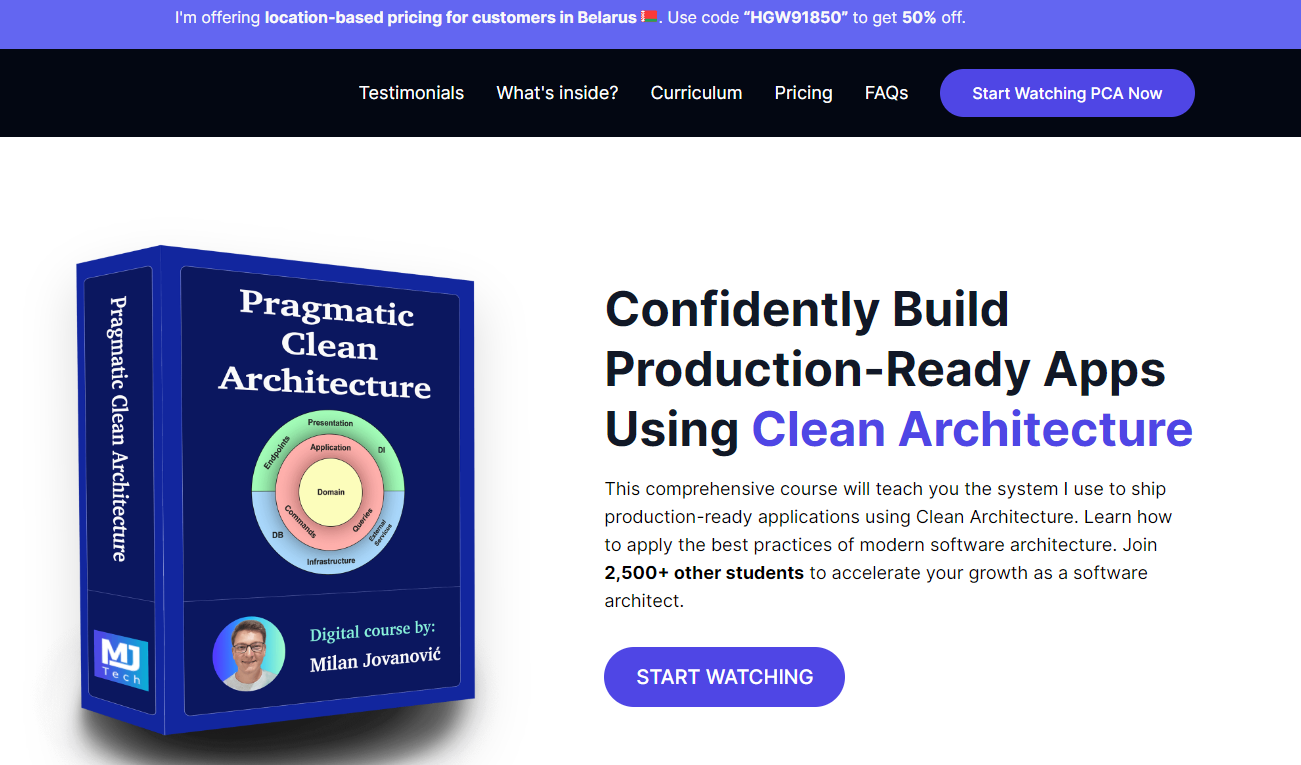 I'm offering location-based pricing for customers in Belarus 🇧🇾. Use code “HGW91850” to get 50% off.
Testimonials What's inside? Curriculum Pricing FAQs Start Watching PCA Now
Pragmatic Clean Architecture
MJ
Tech
Pragmatic
Clean
Architecture
Presentation
Endpoints
DI
Application
Domain
Commands
Queries
DB
External
Services
Infrastructure
Digital course by:
Milan Jovanović
Confidently Build
Production-Ready Apps
Using Clean Architecture
This comprehensive course will teach you the system I use to ship
production-ready applications using Clean Architecture. Learn how
to apply the best practices of modern software architecture. Join
2,500+ other students to accelerate your growth as a software
architect.
START WATCHING